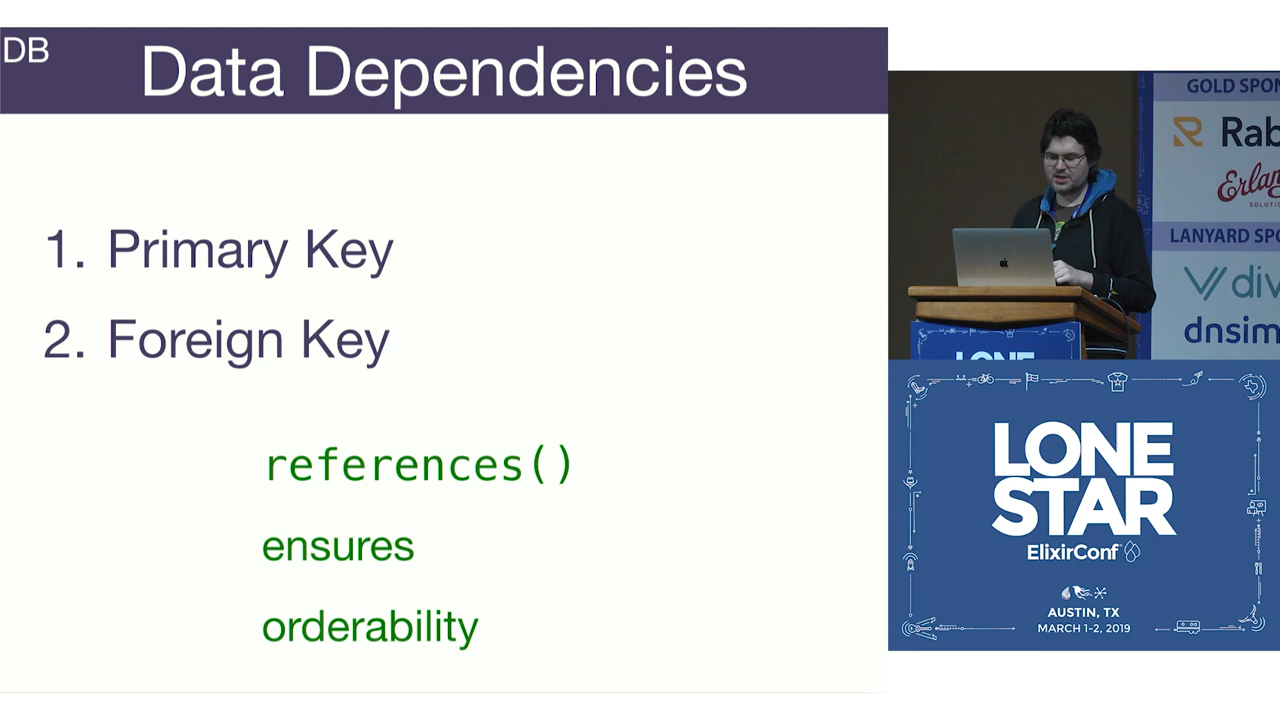 DB
Data Dependencies
1. Primary Key
2. Foreign Key
references()
ensures
orderability
GOLD SPON
Rab
Erlan
SOLUTIO
LANYARD SPO
div
dnsim
LONE
LONE
STAR
ElixirConf
AUSTIN, TX
MARCH 1-2, 2019